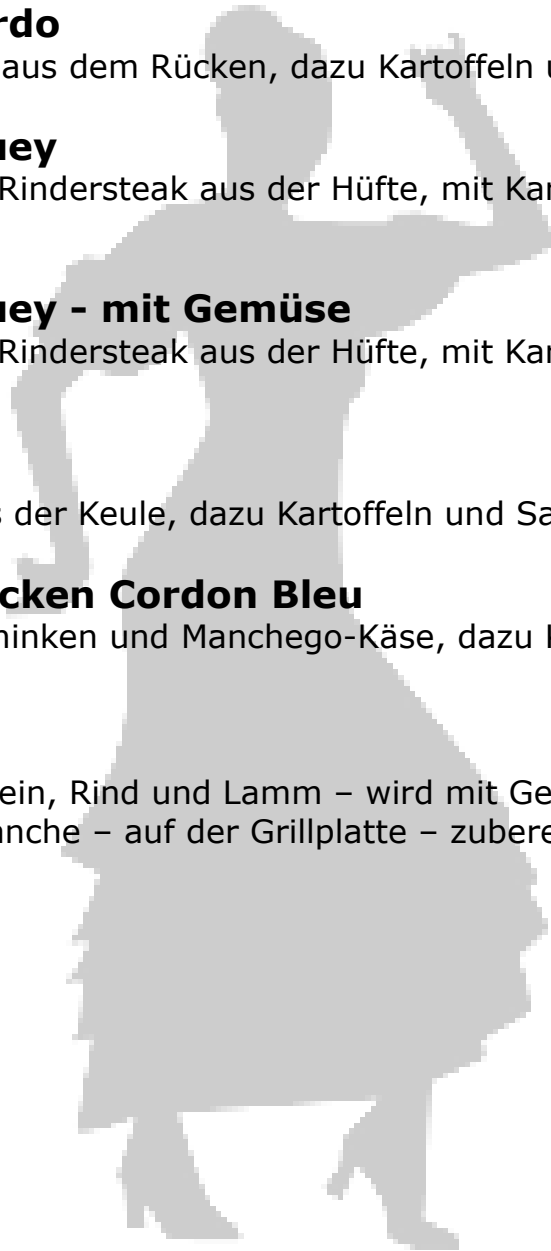 rdo
aus dem Rücken, dazu Kartoffeln u
uey
Rindersteak aus der Hüfte, mit Kar
uey - mit Gemüse
Rindersteak aus der Hüfte, mit Kar
s der Keule, dazu Kartoffeln und Sa
cken Cordon Bleu
hinken und Manchego-Käse, dazu
ein, Rind und Lamm – wird mit Ge
anche – auf der Grillplatte – zubere